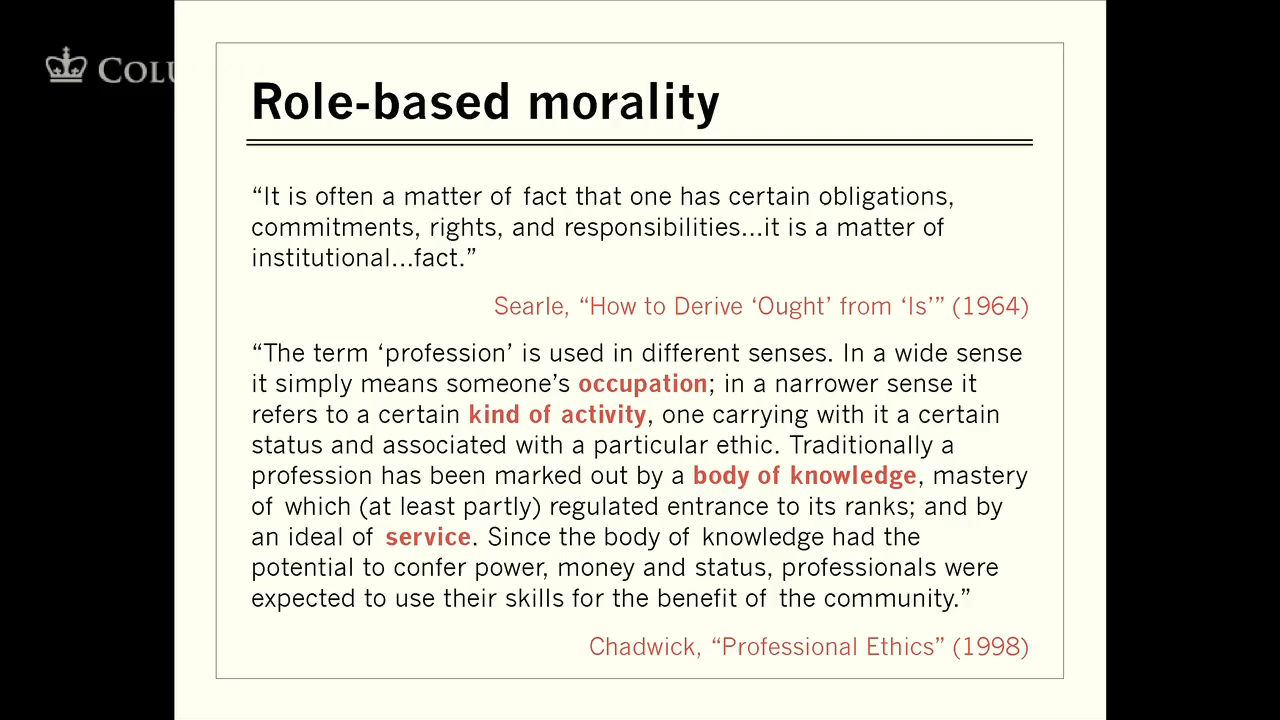 COLU
Role-based morality
“It is often a matter of fact that one has certain obligations,
commitments, rights, and responsibilities...it is a matter of
institutional...fact.”
Searle, “How to Derive ‘Ought’ from ‘Is’” (1964)
“The term ‘profession’ is used in different senses. In a wide sense
it simply means someone’s occupation; in a narrower sense it
refers to a certain kind of activity, one carrying with it a certain
status and associated with a particular ethic. Traditionally a
profession has been marked out by a body of knowledge, mastery
of which (at least partly) regulated entrance to its ranks; and by
an ideal of service. Since the body of knowledge had the
potential to confer power, money and status, professionals were
expected to use their skills for the benefit of the community.”
Chadwick, “Professional Ethics” (1998)